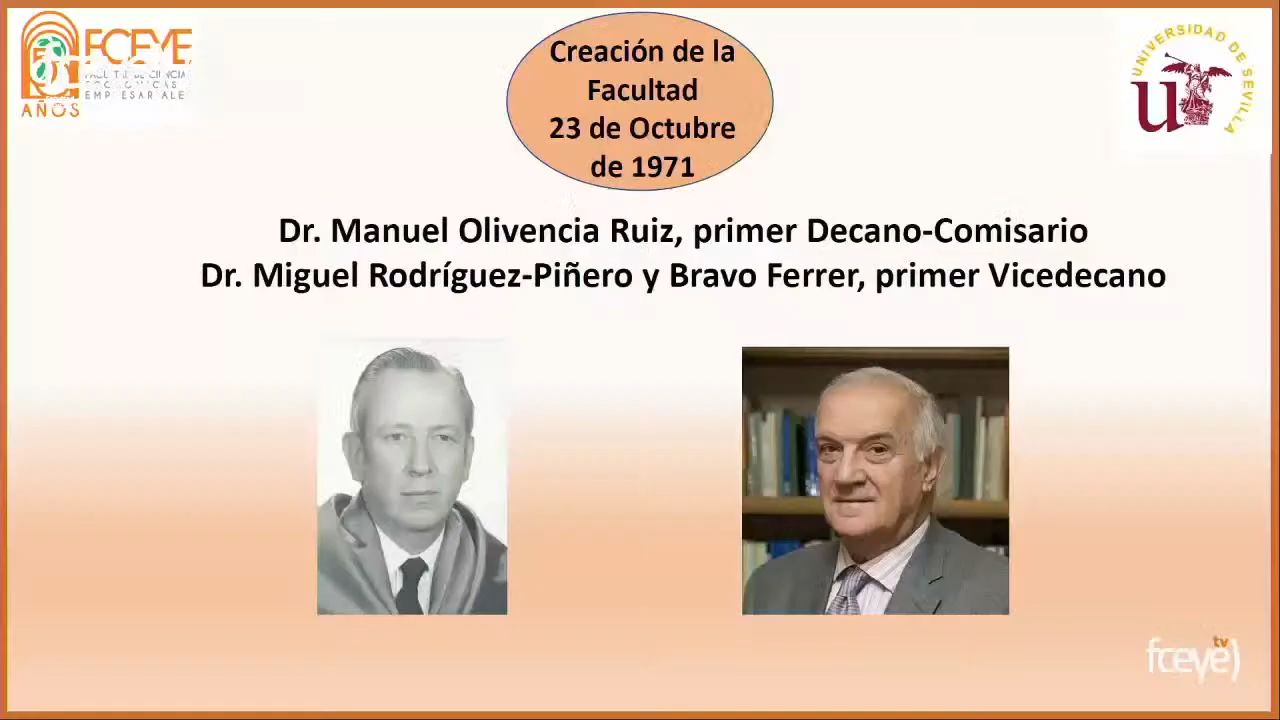 FCEYE
AÑOS
Creación de la
Facultad
23 de Octubre
de 1971
UNIVERSIDAD DE SEVILLA
Dr. Manuel Olivencia Ruiz, primer Decano-Comisario
Dr. Miguel Rodríguez-Piñero y Bravo Ferrer, primer Vicedecano
fceye) tv